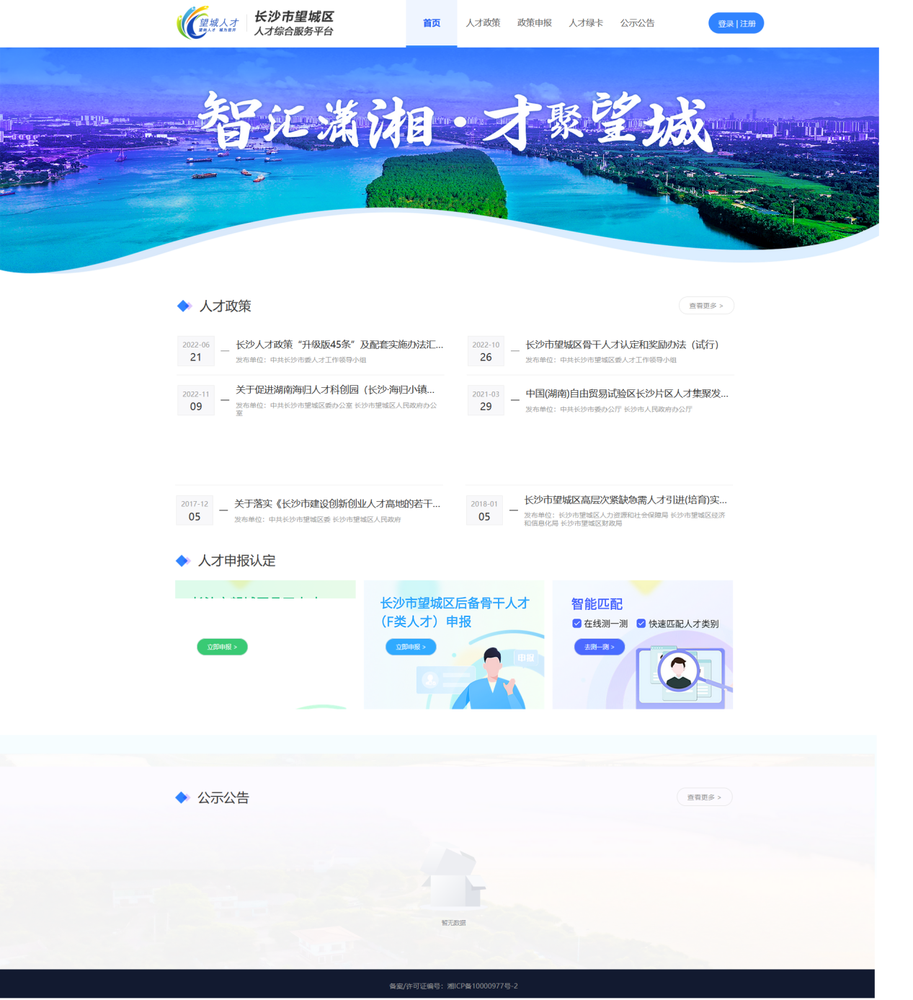 望城人才
望纳人才 城为您开
长沙市望城区
人才综合服务平台
首页
人才政策
政策申报
人才绿卡
公示公告
登录 | 注册
智汇潇湘·才聚望城
人才政策
查看更多 >
2022-06
21
长沙人才政策“升级版45条”及配套实施办法汇...
发布单位：中共长沙市委人才工作领导小组
2022-10
26
长沙市望城区骨干人才认定和奖励办法（试行）
发布单位：中共长沙市望城区委人才工作领导小组
2022-11
09
关于促进湖南海归人才科创园（长沙·海归小镇...
发布单位：中共长沙市望城区委办公室 长沙市望城区人民政府办公
室
2021-03
29
中国(湖南)自由贸易试验区长沙片区人才集聚发...
发布单位：中共长沙市委办公厅 长沙市人民政府办公厅
2017-12
05
关于落实《长沙市建设创新创业人才高地的若干...
发布单位：中共长沙市望城区委 长沙市望城区人民政府
2018-01
05
长沙市望城区高层次紧缺急需人才引进(培育)实...
发布单位：长沙市望城区人力资源和社会保障局 长沙市望城区经济
和信息化局 长沙市望城区财政局
人才申报认定
立即申报 >
长沙市望城区后备骨干人才
（F类人才）申报
立即申报 >
申报
智能匹配
在线测一测
快速匹配人才类别
去测一测 >
公示公告
查看更多 >
暂无数据
备案/许可证编号：湘ICP备10000977号-2